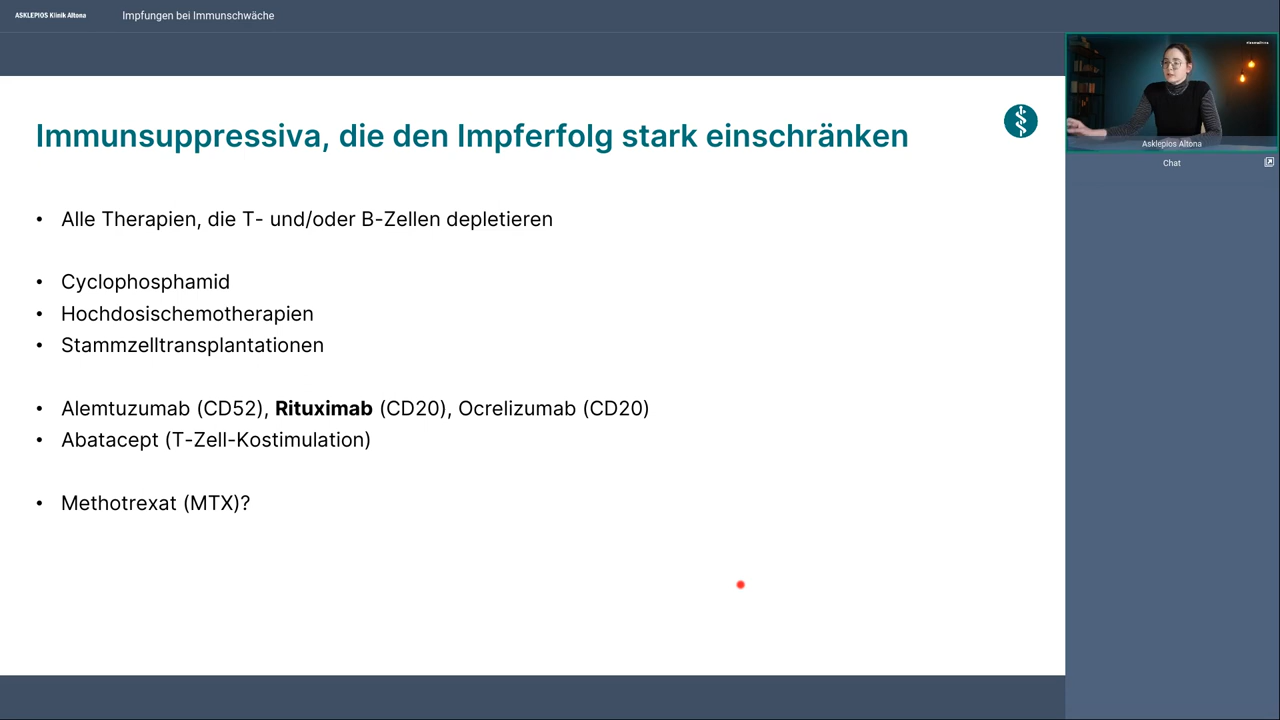 ASKLEPIOS Klinik Altona
Impfungen bei Immunschwäche
Immunsuppressiva, die den Impferfolg stark einschränken
• Alle Therapien, die T- und/oder B-Zellen depletieren
• Cyclophosphamid
• Hochdosischemotherapien
• Stammzelltransplantationen
• Alemtuzumab (CD52), Rituximab (CD20), Ocrelizumab (CD20)
• Abatacept (T-Zell-Kostimulation)
• Methotrexat (MTX)?
Asklepios Altona
Chat